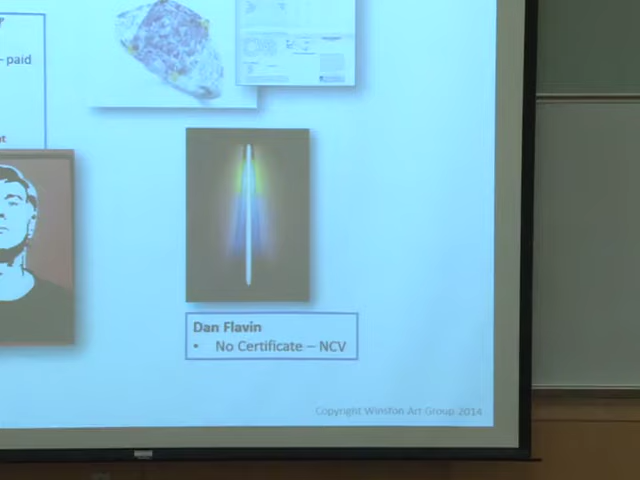 - paid
Dan Flavin
• No Certificate – NCV
Copyright Winston Art Group 2014